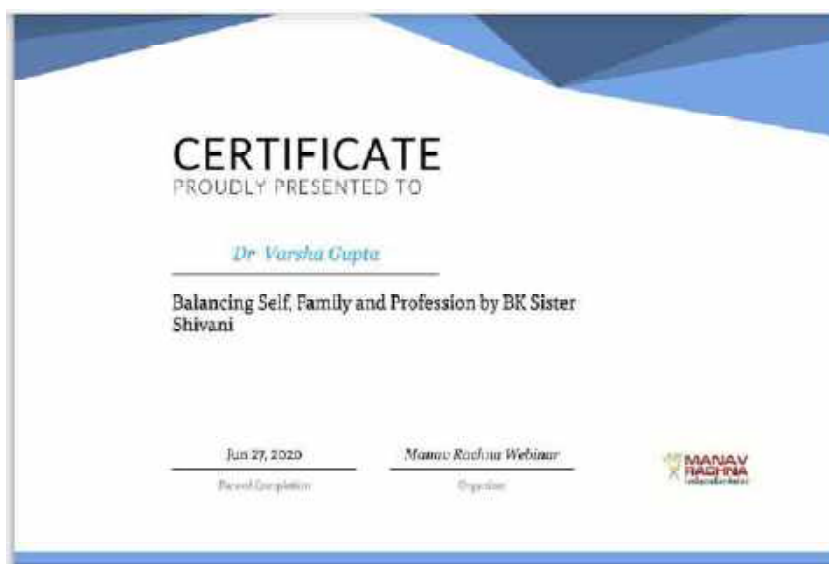 CERTIFICATE
PROUDLY PRESENTED TO
Dr Varsha Gupta
Balancing Self, Family and Profession by BK Sister
Shivani
Jun 27, 2020
Manav Rachna Webinar
Organizer
MANAV
RACHNA